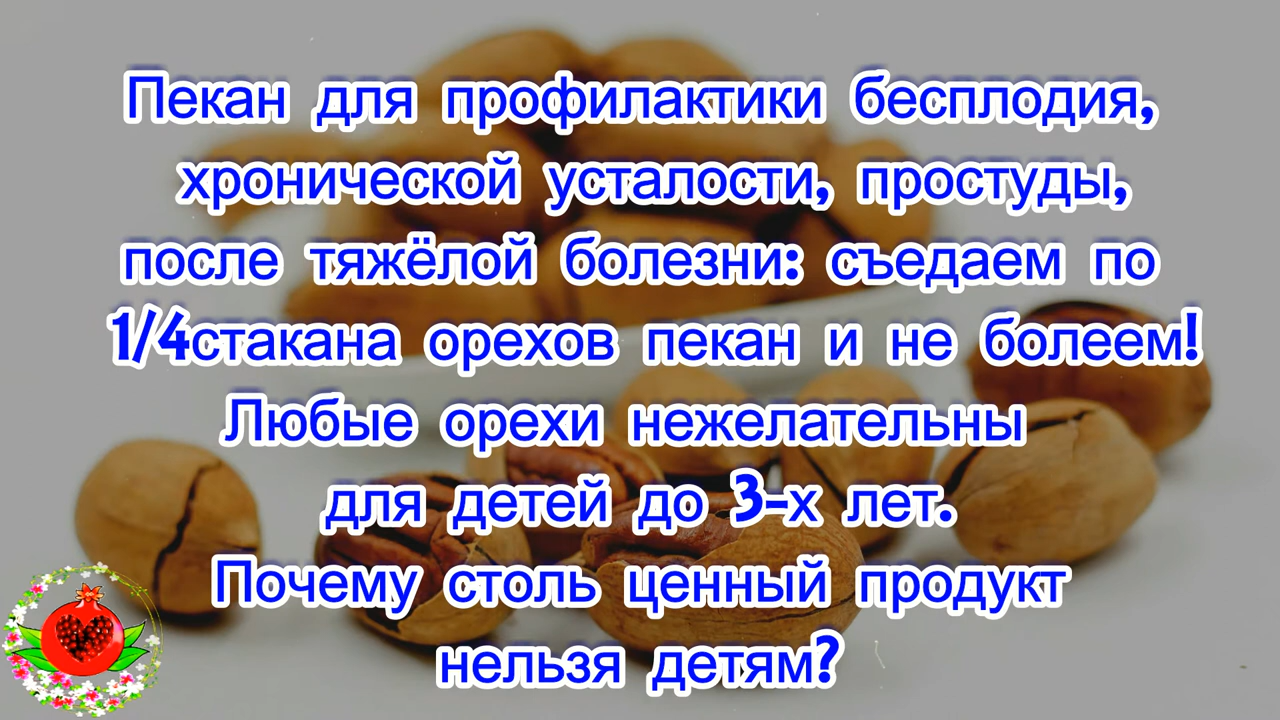 Пекан для профилактики бесплодия,
хронической усталости, простуды,
после тяжёлой болезни: съедаем по
1/4стакана орехов пекан и не болеем!
Любые орехи нежелательны
для детей до 3-х лет.
Почему столь ценный продукт
нельзя детям?